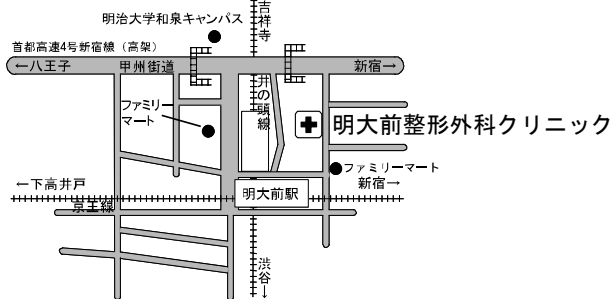 吉祥寺
明治大学和泉キャンパス
首都高速4号新宿線（高架）
←八王子
甲州街道
新宿→
井の頭線
ファミリー
マート
明大前整形外科クリニック
ファミリーマート
←下高井戸
新宿→
明大前駅
京王線
渋谷→